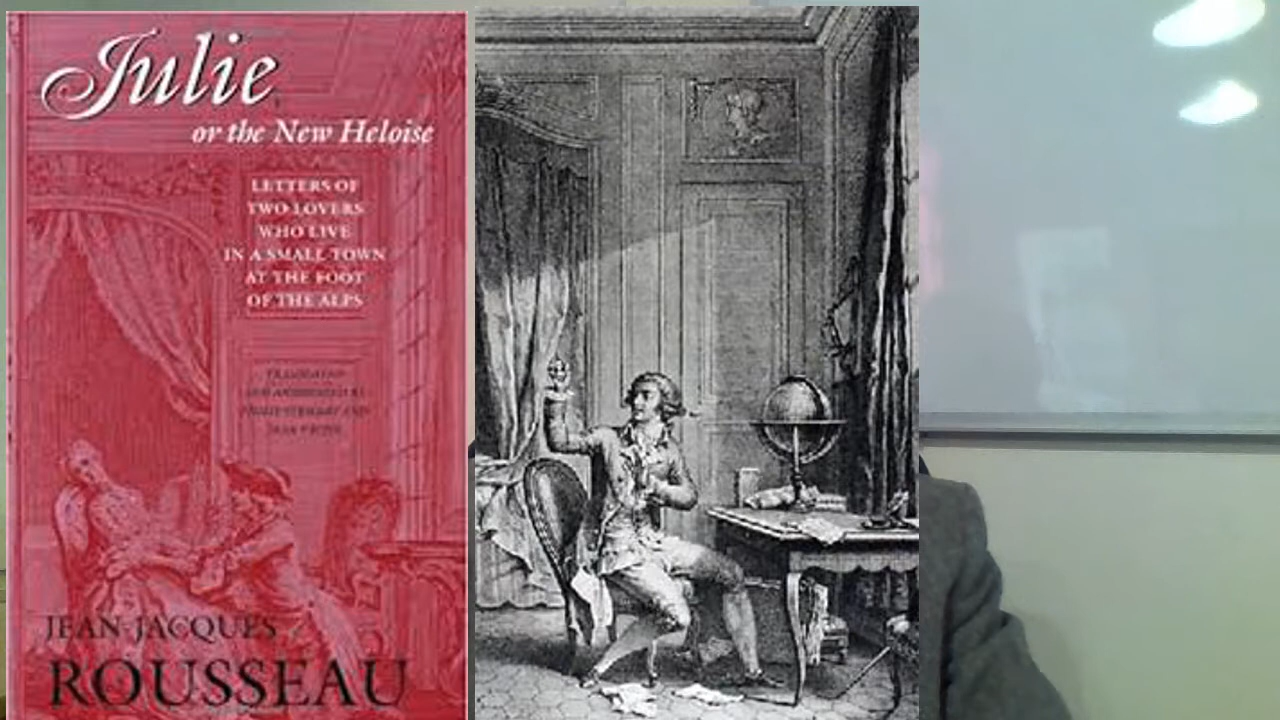 Julie
or the New Heloise
LETTERS OF
TWO LOVERS
WHO LIVE
IN A SMALL TOWN
AT THE FOOT
OF THE ALPS
JEAN-JACQUES
ROUSSEAU